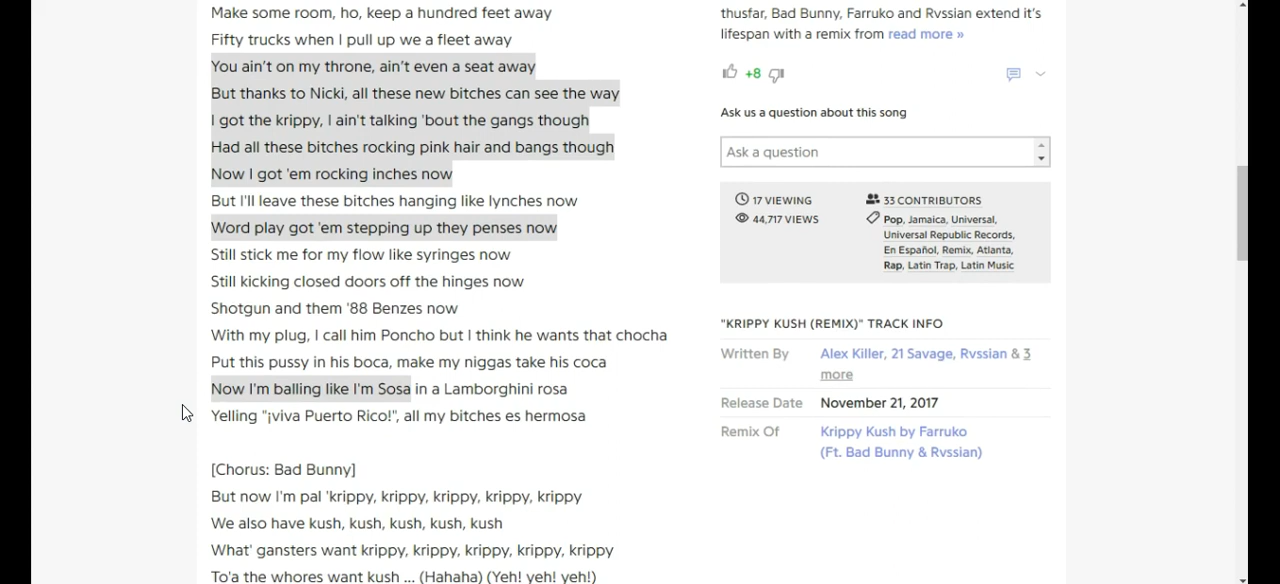 Make some room, ho, keep a hundred feet away
Fifty trucks when I pull up we a fleet away
You ain't on my throne, ain't even a seat away
But thanks to Nicki, all these new bitches can see the way
I got the krippy, I ain't talking 'bout the gangs though
Had all these bitches rocking pink hair and bangs though
Now I got 'em rocking inches now
But I'll leave these bitches hanging like lynches now
Word play got 'em stepping up they penses now
Still stick me for my flow like syringes now
Still kicking closed doors off the hinges now
Shotgun and them '88 Benzes now
With my plug, I call him Poncho but I think he wants that chocha
Put this pussy in his boca, make my niggas take his coca
Now I'm balling like I'm Sosa in a Lamborghini rosa
Yelling "¡viva Puerto Rico!", all my bitches es hermosa
[Chorus: Bad Bunny]
But now I'm pal 'krippy, krippy, krippy, krippy, krippy
We also have kush, kush, kush, kush, kush
What' gansters want krippy, krippy, krippy, krippy, krippy
To'a the whores want kush ... (Hahaha) (Yeh! yeh! yeh!)
thusfar, Bad Bunny, Farruko and Rvssian extend it's
lifespan with a remix from read more »
+8
Ask us a question about this song
Ask a question
17 VIEWING
44,717 VIEWS
33 CONTRIBUTORS
Pop, Jamaica, Universal,
Universal Republic Records,
En Español, Remix, Atlanta,
Rap, Latin Trap, Latin Music
"KRIPPY KUSH (REMIX)" TRACK INFO
Written By Alex Killer, 21 Savage, Rvssian & 3
more
Release Date November 21, 2017
Remix Of Krippy Kush by Farruko
(Ft. Bad Bunny & Rvssian)